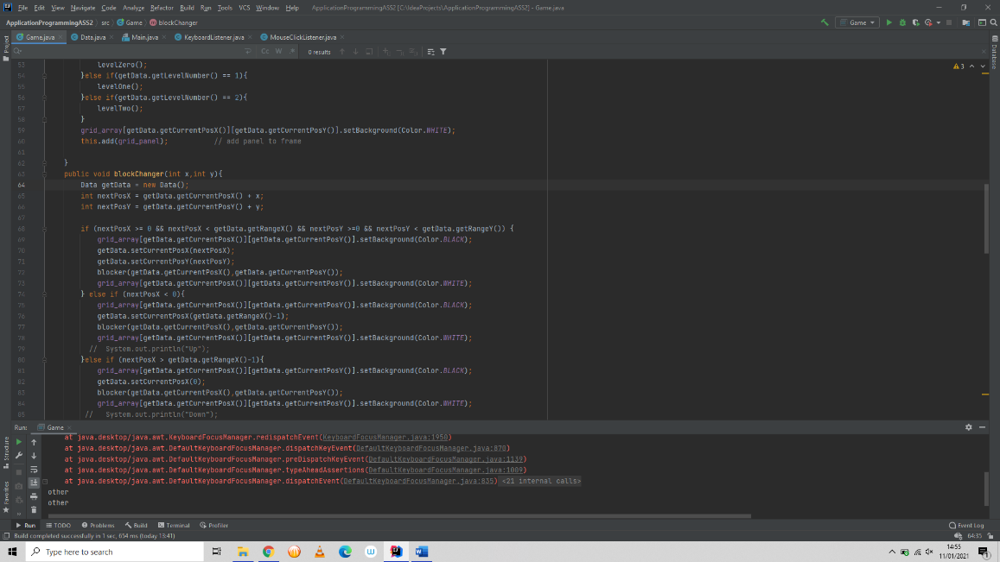 File Edit View Navigate Code Analyze Refactor Build Run Tools VCS Window Help ApplicationProgrammingASS2 [C:\IdeaProjects\ApplicationProgrammingASS2] - Game.java
ApplicationProgrammingASS2 › src › Game › blockChanger Game
Game.java Data.java Main.java KeyboardListener.java MouseClickListener.java
Cc W .* 0 results
Project
Database
3
53 levelZero();
54 }else if(getData.getLevelNumber() == 1){
55 levelOne();
56 }else if(getData.getLevelNumber() == 2){
57 levelTwo();
58 }
59 grid_array[getData.getCurrentPosX()][getData.getCurrentPosY()].setBackground(Color.WHITE);
60 this.add(grid_panel); // add panel to frame
61
62 }
63 public void blockChanger(int x,int y){
64 Data getData = new Data();
65 int nextPosX = getData.getCurrentPosX() + x;
66 int nextPosY = getData.getCurrentPosY() + y;
67
68 if (nextPosX >= 0 && nextPosX < getData.getRangeX() && nextPosY >=0 && nextPosY < getData.getRangeY()) {
69 grid_array[getData.getCurrentPosX()][getData.getCurrentPosY()].setBackground(Color.BLACK);
70 getData.setCurrentPosX(nextPosX);
71 getData.setCurrentPosY(nextPosY);
72 blocker(getData.getCurrentPosX(),getData.getCurrentPosY());
73 grid_array[getData.getCurrentPosX()][getData.getCurrentPosY()].setBackground(Color.WHITE);
74 } else if (nextPosX < 0){
75 grid_array[getData.getCurrentPosX()][getData.getCurrentPosY()].setBackground(Color.BLACK);
76 getData.setCurrentPosX(getData.getRangeX()-1);
77 blocker(getData.getCurrentPosX(),getData.getCurrentPosY());
78 grid_array[getData.getCurrentPosX()][getData.getCurrentPosY()].setBackground(Color.WHITE);
79 // System.out.println("Up");
80 }else if (nextPosX > getData.getRangeX()-1){
81 grid_array[getData.getCurrentPosX()][getData.getCurrentPosY()].setBackground(Color.BLACK);
82 getData.setCurrentPosX(0);
83 blocker(getData.getCurrentPosX(),getData.getCurrentPosY());
84 grid_array[getData.getCurrentPosX()][getData.getCurrentPosY()].setBackground(Color.WHITE);
85 // System.out.println("Down");
Run: Game
at java.desktop/java.awt.KeyboardFocusManager.redispatchEvent(KeyboardFocusManager.java:1950)
at java.desktop/java.awt.DefaultKeyboardFocusManager.dispatchKeyEvent(DefaultKeyboardFocusManager.java:870)
at java.desktop/java.awt.DefaultKeyboardFocusManager.preDispatchKeyEvent(DefaultKeyboardFocusManager.java:1139)
at java.desktop/java.awt.DefaultKeyboardFocusManager.typeAheadAssertions(DefaultKeyboardFocusManager.java:1009)
at java.desktop/java.awt.DefaultKeyboardFocusManager.dispatchEvent(DefaultKeyboardFocusManager.java:835) <21 internal calls>
other
other
Structure
Favorites
Run TODO Problems Build Terminal Profiler Event Log
Build completed successfully in 1 sec, 654 ms (today 13:41) 64:35
Type here to search
14:55
11/01/2021